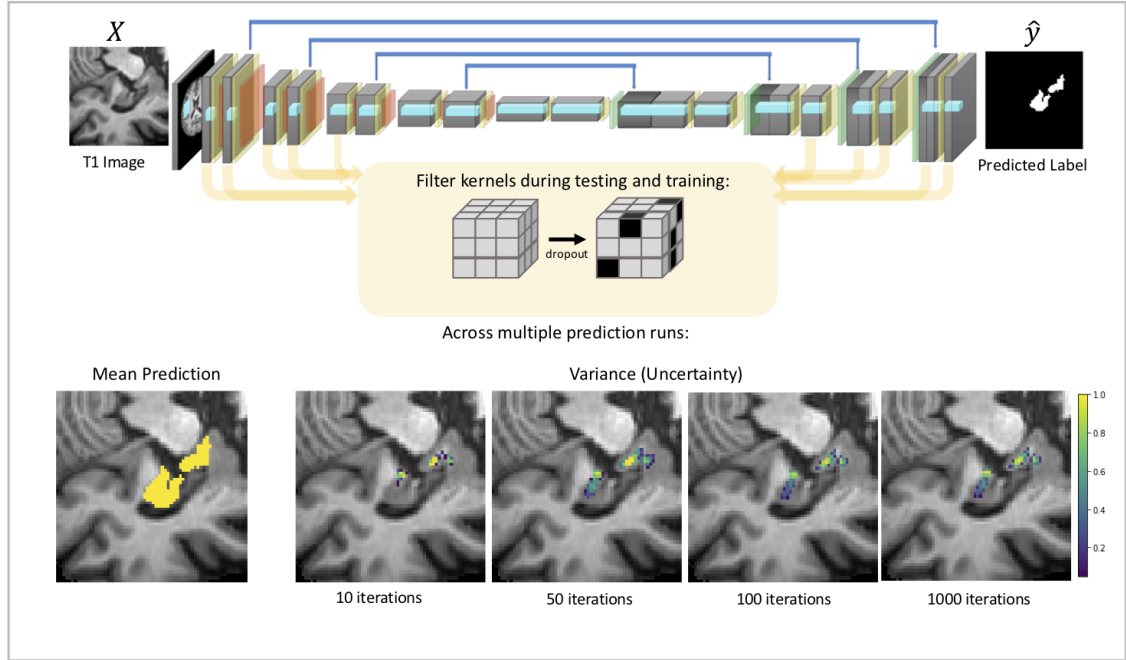 X
ŷ
T1 Image
Predicted Label
Filter kernels during testing and training:
dropout
Across multiple prediction runs:
Mean Prediction
Variance (Uncertainty)
1.0
0.8
0.6
0.4
0.2
10 iterations
50 iterations
100 iterations
1000 iterations